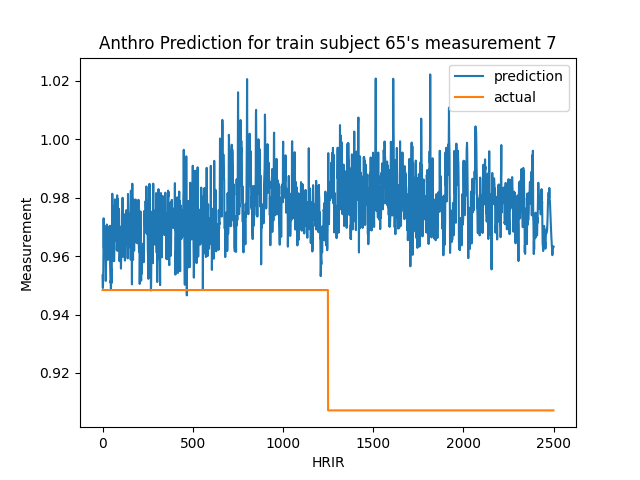 Anthro Prediction for train subject 65's measurement 7
prediction
actual
1.02
1.00
0.98
0.96
0.94
0.92
Measurement
0
500
1000
1500
2000
2500
HRIR